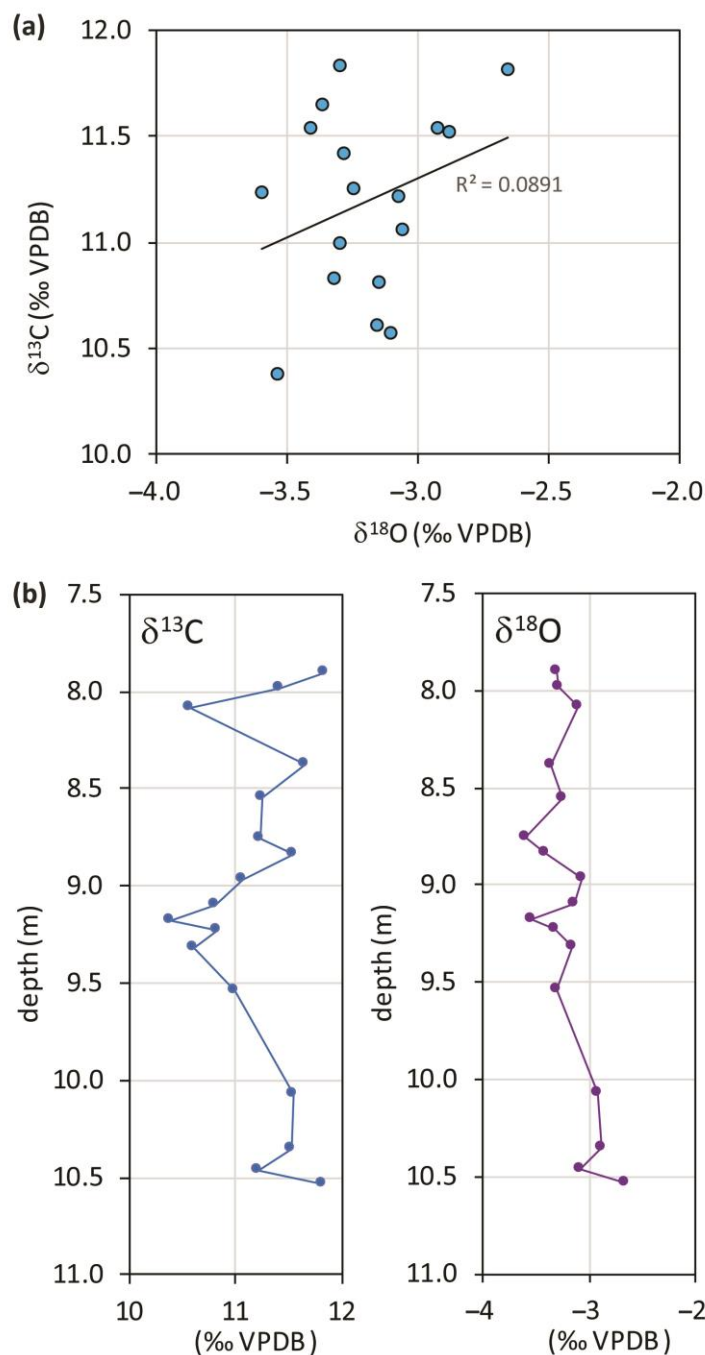 (a)
12.0
11.5
11.0
10.5
10.0
δ13C (‰ VPDB)
R² = 0.0891
−4.0 −3.5 −3.0 −2.5 −2.0
δ18O (‰ VPDB)
(b)
7.5
8.0
8.5
9.0
9.5
10.0
10.5
11.0
depth (m)
δ13C
10 11 12
(‰ VPDB)
7.5
8.0
8.5
9.0
9.5
10.0
10.5
11.0
depth (m)
δ18O
−4 −3 −2
(‰ VPDB)